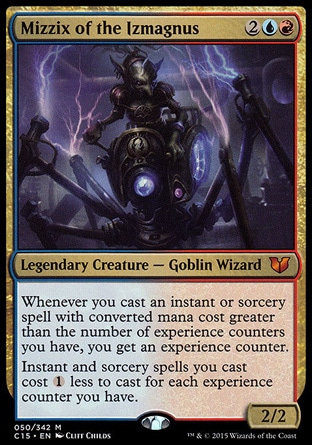 Mizzix of the Izmagnus 2
Legendary Creature — Goblin Wizard
Whenever you cast an instant or sorcery
spell with converted mana cost greater
than the number of experience counters
you have, you get an experience counter.
Instant and sorcery spells you cast
cost 1 less to cast for each experience
counter you have.
2/2
050/342 M
C15 • EN Cliff Childs
™ & © 2015 Wizards of the Coast